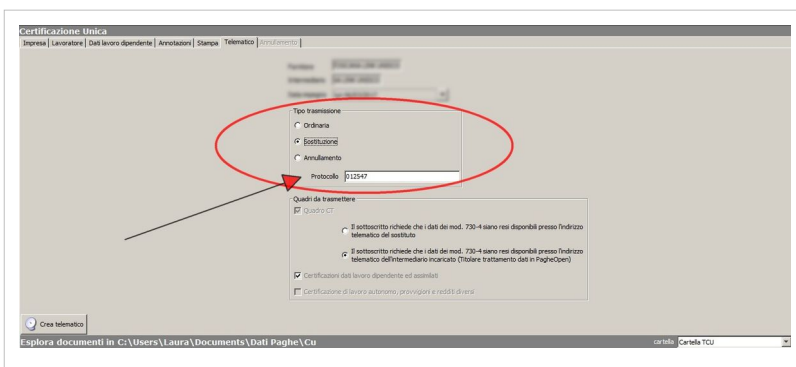 Certificazione Unica
Impresa Lavoratore Dati lavoro dipendente Annotazioni Stampa Telematico Annullamento
Tipo trasmissione
Ordinaria
Sostituzione
Annullamento
Protocollo 012547
Quadri da trasmettere
Quadro CT
Il sottoscritto richiede che i dati dei mod. 730-4 siano resi disponibili presso l'indirizzo
telematico del sostituto
Il sottoscritto richiede che i dati dei mod. 730-4 siano resi disponibili presso l'indirizzo
telematico dell'intermediario incaricato (Titolare trattamento dati in PagheOpen)
Certificazioni dati lavoro dipendente ed assimilati
Certificazione di lavoro autonomo, provvigioni e redditi diversi
Crea telematico
Esplora documenti in C:\Users\Laura\Documents\Dati Paghe\Cu cartella Cartella TCU